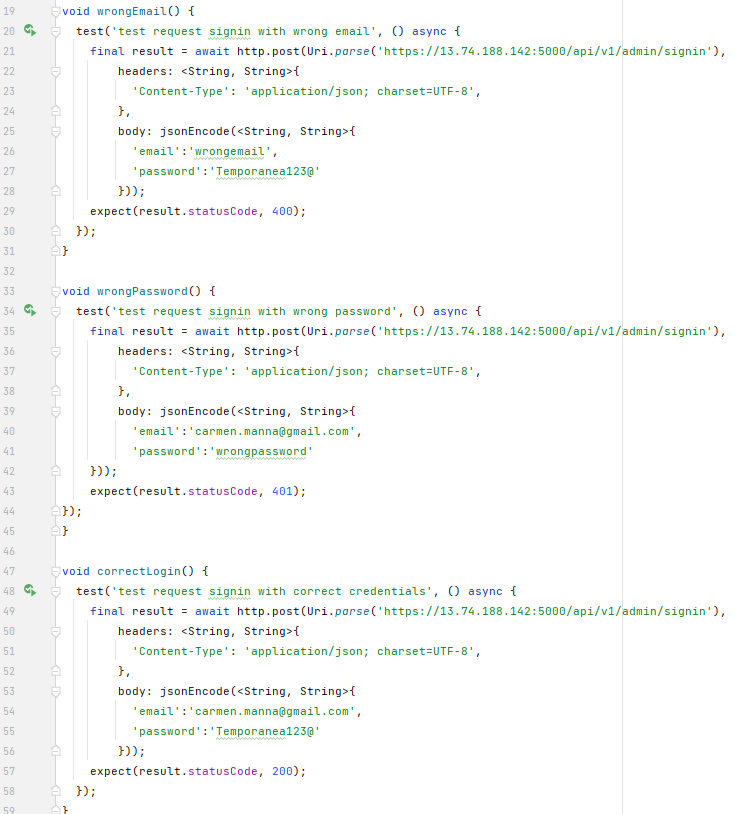 19 void wrongEmail() {
20 test('test request signin with wrong email', () async {
21 final result = await http.post(Uri.parse('https://13.74.188.142:5000/api/v1/admin/signin'),
22 headers: <String, String>{
23 'Content-Type': 'application/json; charset=UTF-8',
24 },
25 body: jsonEncode(<String, String>{
26 'email':'wrongemail',
27 'password':'Temporanea123@'
28 }));
29 expect(result.statusCode, 400);
30 });
31 }
32
33 void wrongPassword() {
34 test('test request signin with wrong password', () async {
35 final result = await http.post(Uri.parse('https://13.74.188.142:5000/api/v1/admin/signin'),
36 headers: <String, String>{
37 'Content-Type': 'application/json; charset=UTF-8',
38 },
39 body: jsonEncode(<String, String>{
40 'email':'carmen.manna@gmail.com',
41 'password':'wrongpassword'
42 }));
43 expect(result.statusCode, 401);
44 });
45 }
46
47 void correctLogin() {
48 test('test request signin with correct credentials', () async {
49 final result = await http.post(Uri.parse('https://13.74.188.142:5000/api/v1/admin/signin'),
50 headers: <String, String>{
51 'Content-Type': 'application/json; charset=UTF-8',
52 },
53 body: jsonEncode(<String, String>{
54 'email':'carmen.manna@gmail.com',
55 'password':'Temporanea123@'
56 }));
57 expect(result.statusCode, 200);
58 });
59 }